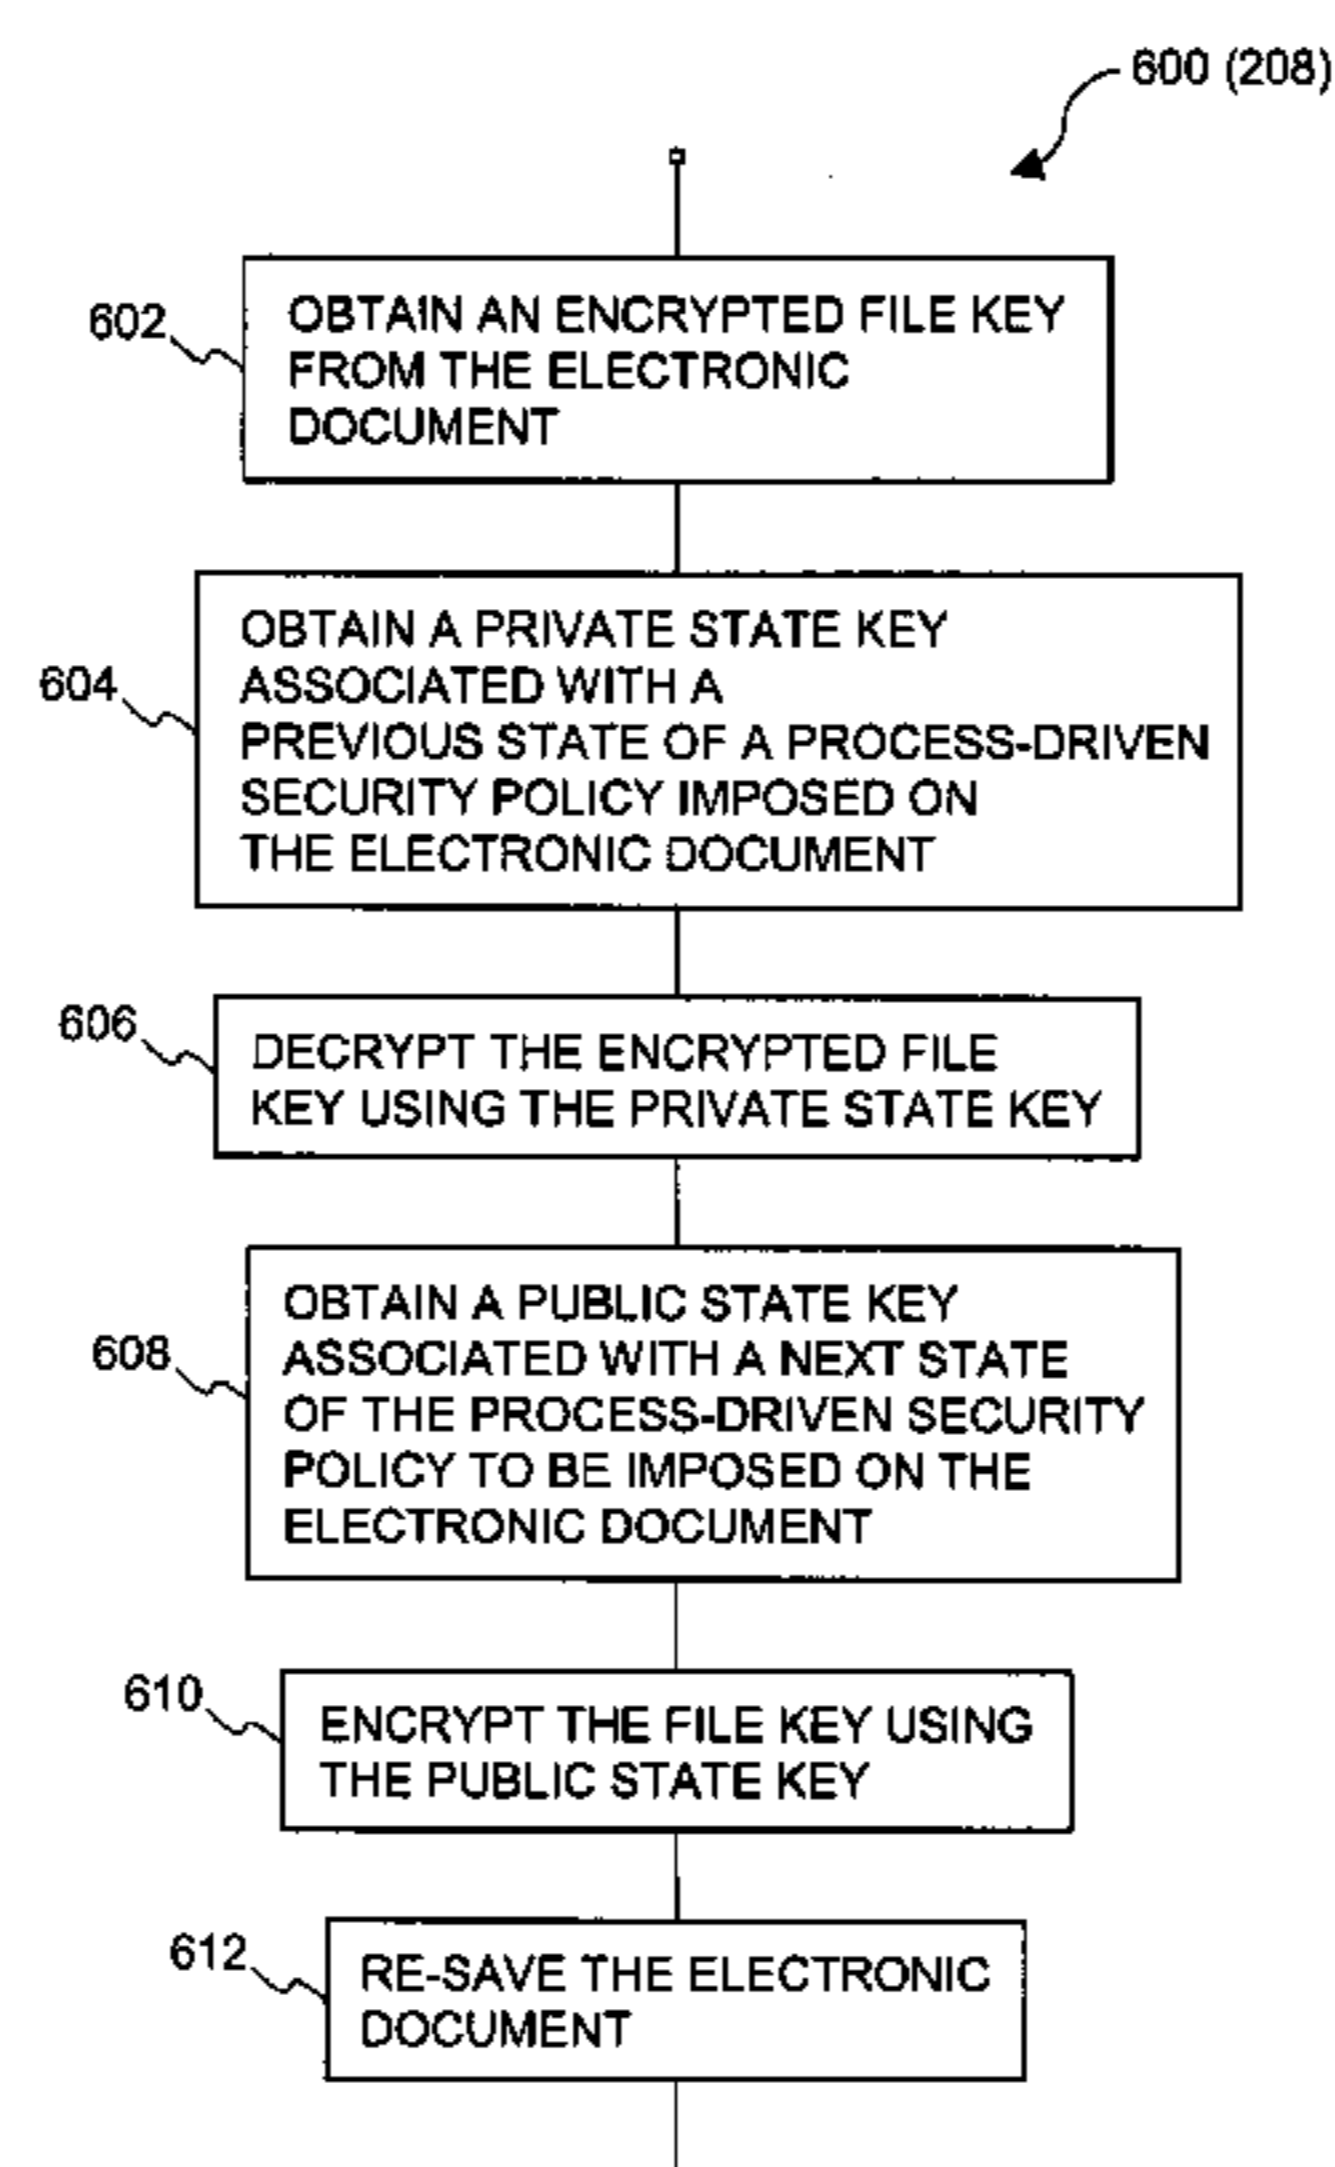 600 (208)
602
OBTAIN AN ENCRYPTED FILE KEY
FROM THE ELECTRONIC
DOCUMENT
604
OBTAIN A PRIVATE STATE KEY
ASSOCIATED WITH A
PREVIOUS STATE OF A PROCESS-DRIVEN
SECURITY POLICY IMPOSED ON
THE ELECTRONIC DOCUMENT
606
DECRYPT THE ENCRYPTED FILE
KEY USING THE PRIVATE STATE KEY
608
OBTAIN A PUBLIC STATE KEY
ASSOCIATED WITH A NEXT STATE
OF THE PROCESS-DRIVEN SECURITY
POLICY TO BE IMPOSED ON THE
ELECTRONIC DOCUMENT
610
ENCRYPT THE FILE KEY USING
THE PUBLIC STATE KEY
612
RE-SAVE THE ELECTRONIC
DOCUMENT